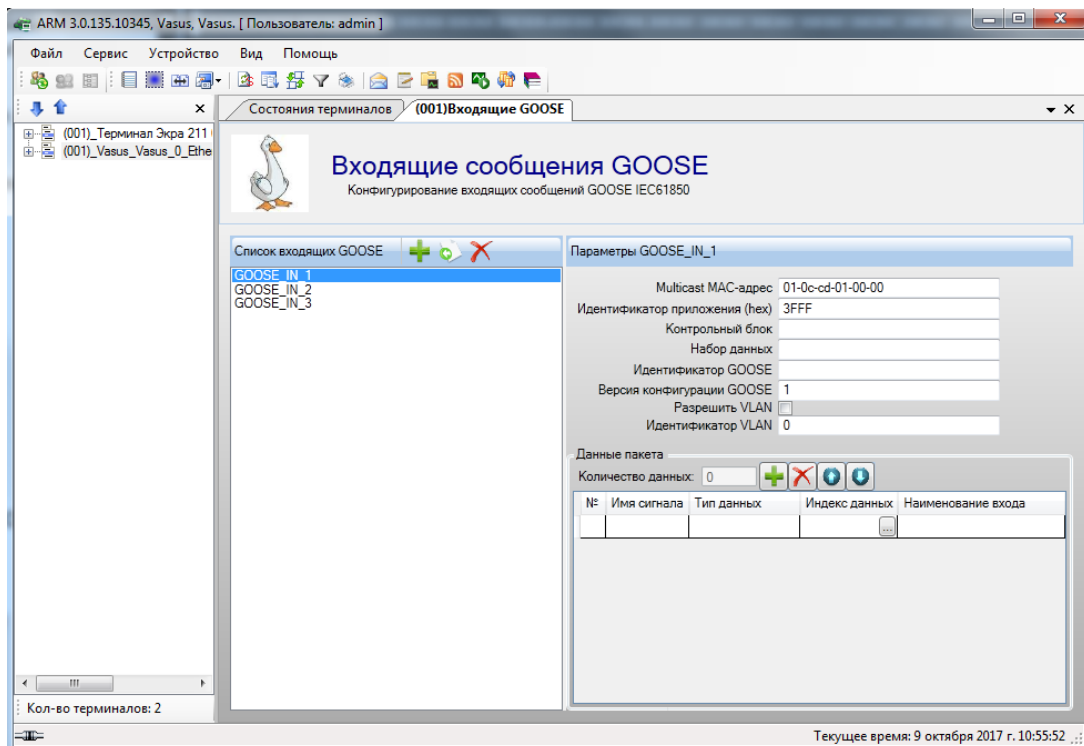 ARM 3.0.135.10345, Vasus, Vasus. [ Пользователь: admin ]
Файл Сервис Устройство Вид Помощь
Состояния терминалов (001)Входящие GOOSE
(001)_Терминал Экра 211
(001)_Vasus_Vasus_0_Ethe
Входящие сообщения GOOSE
Конфигурирование входящих сообщений GOOSE IEC61850
Список входящих GOOSE
GOOSE_IN_1
GOOSE_IN_2
GOOSE_IN_3
Параметры GOOSE_IN_1
Multicast MAC-адрес 01-0c-cd-01-00-00
Идентификатор приложения (hex) 3FFF
Контрольный блок
Набор данных
Идентификатор GOOSE
Версия конфигурации GOOSE 1
Разрешить VLAN
Идентификатор VLAN 0
Данные пакета
Количество данных: 0
№ Имя сигнала Тип данных Индекс данных Наименование входа
...
Кол-во терминалов: 2
Текущее время: 9 октября 2017 г. 10:55:52